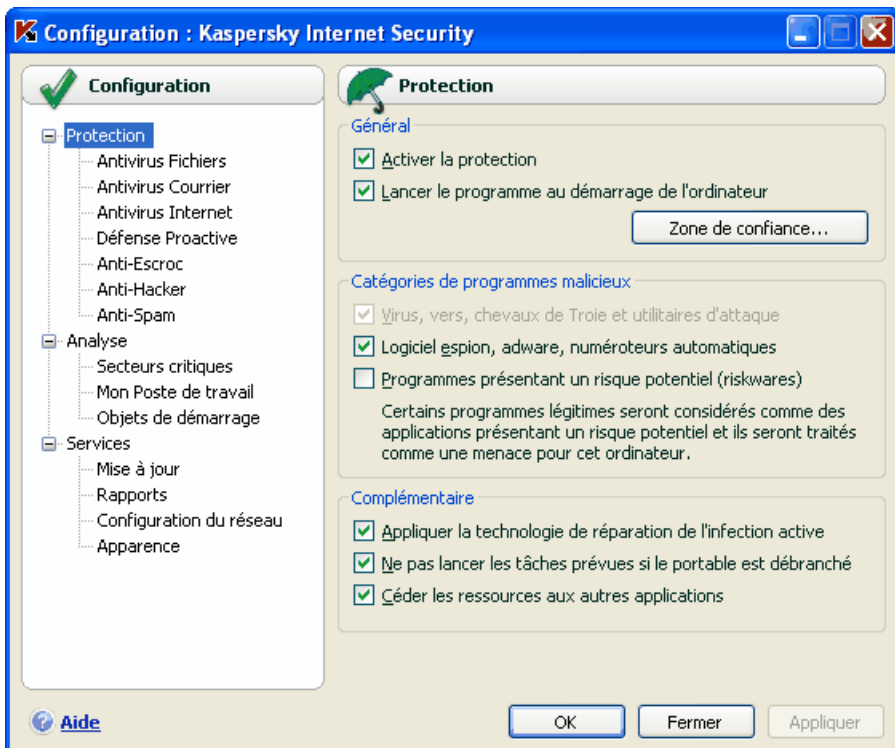 Configuration : Kaspersky Internet Security
Configuration
Protection
Antivirus Fichiers
Antivirus Courrier
Antivirus Internet
Défense Proactive
Anti-Escroc
Anti-Hacker
Anti-Spam
Analyse
Secteurs critiques
Mon Poste de travail
Objets de démarrage
Services
Mise à jour
Rapports
Configuration du réseau
Apparence
Protection
Général
Activer la protection
Lancer le programme au démarrage de l'ordinateur
Zone de confiance...
Catégories de programmes malicieux
Virus, vers, chevaux de Troie et utilitaires d'attaque
Logiciel espion, adware, numéroteurs automatiques
Programmes présentant un risque potentiel (riskwares)
Certains programmes légitimes seront considérés comme des
applications présentant un risque potentiel et ils seront traités
comme une menace pour cet ordinateur.
Complémentaire
Appliquer la technologie de réparation de l'infection active
Ne pas lancer les tâches prévues si le portable est débranché
Céder les ressources aux autres applications
Aide
OK
Fermer
Appliquer